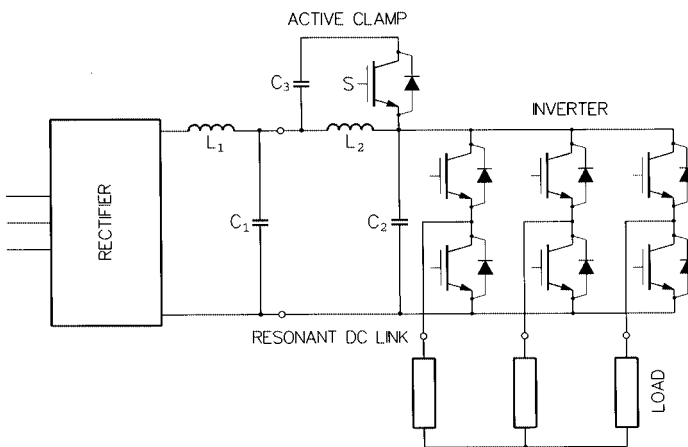 ACTIVE CLAMP
C3
S
INVERTER
L1
L2
RECTIFIER
C1
C2
RESONANT DC LINK
LOAD